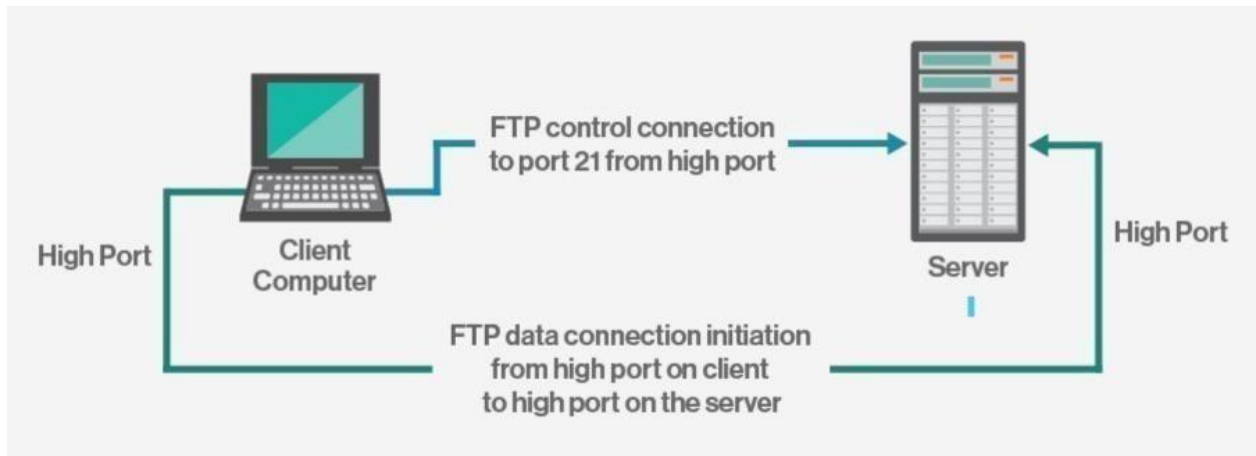 FTP control connection
to port 21 from high port
High Port
Client
Computer
Server
High Port
FTP data connection initiation
from high port on client
to high port on the server